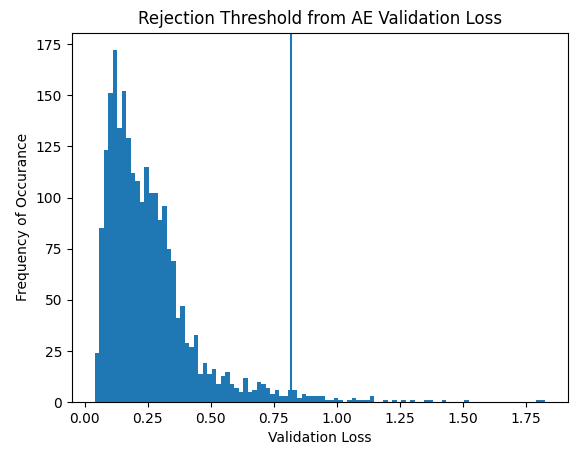 Rejection Threshold from AE Validation Loss
175
150
125
100
75
50
25
0
Frequency of Occurance
0.00 0.25 0.50 0.75 1.00 1.25 1.50 1.75
Validation Loss